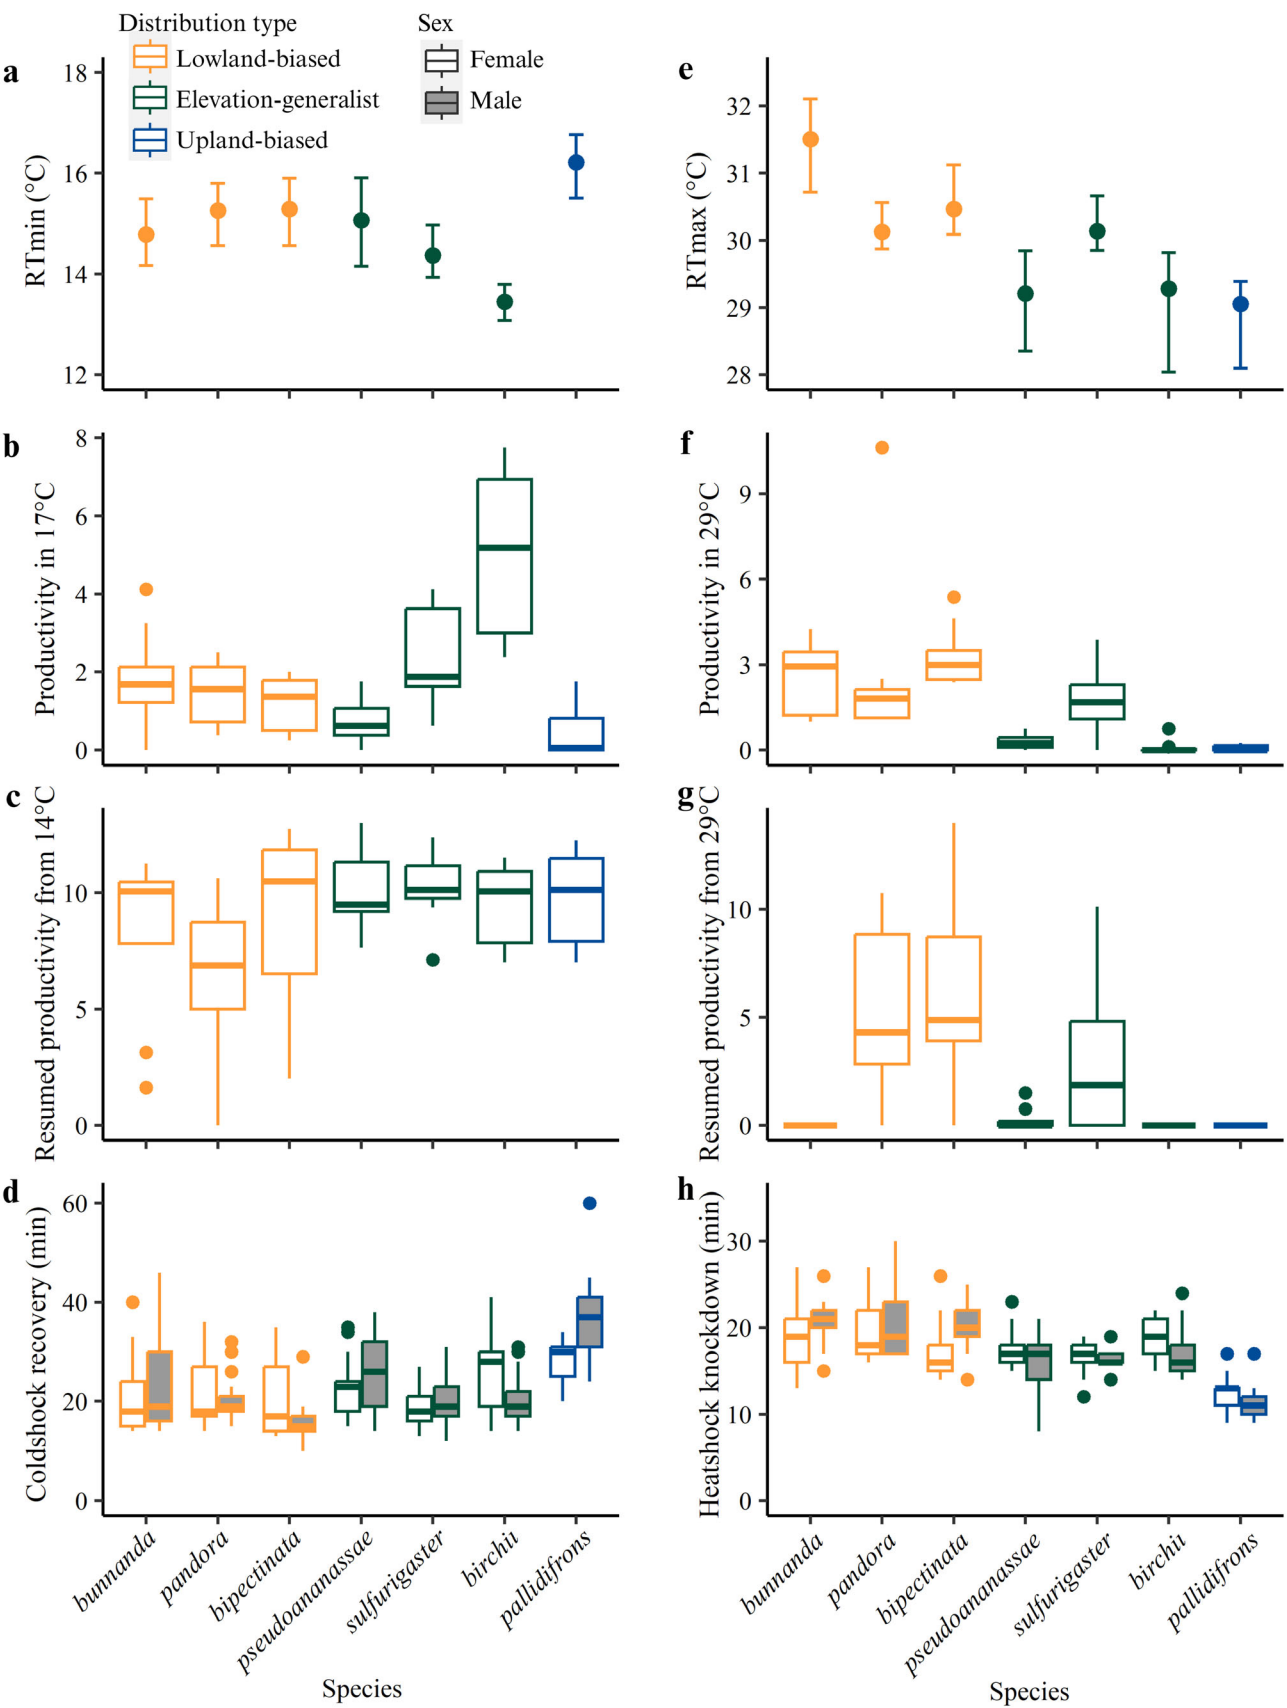 Distribution type
Lowland-biased
Elevation-generalist
Upland-biased
Sex
Female
Male
a
RTmin (°C)
18
16
14
12
b
Productivity in 17°C
8
6
4
2
0
c
Resumed productivity from 14°C
10
5
0
d
Coldshock recovery (min)
60
40
20
0
bunnanda
pandora
bipectinata
pseudoananassae
sulfurigaster
birchii
pallidifrons
Species
e
RTmax (°C)
32
31
30
29
28
f
Productivity in 29°C
9
6
3
0
g
Resumed productivity from 29°C
10
5
0
h
Heatshock knockdown (min)
30
20
10
0
bunnanda
pandora
bipectinata
pseudoananassae
sulfurigaster
birchii
pallidifrons
Species